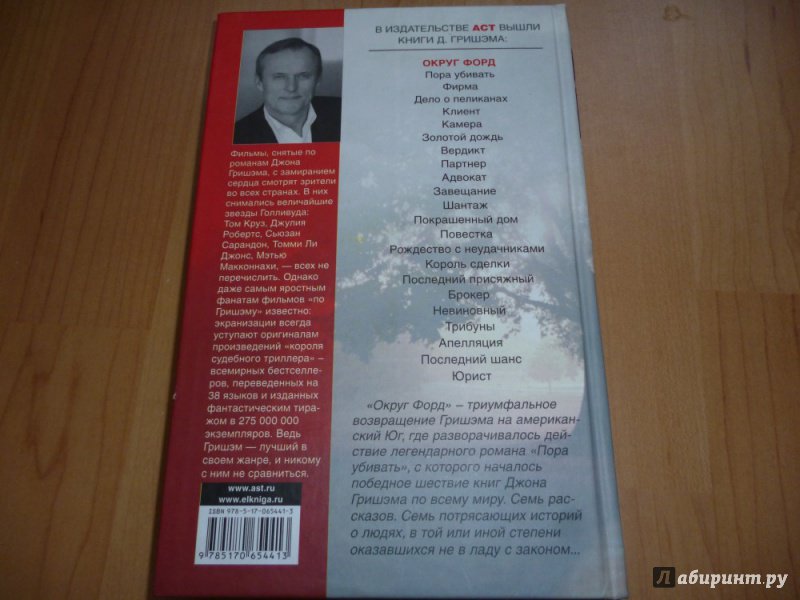 В ИЗДАТЕЛЬСТВЕ АСТ ВЫШЛИ
КНИГИ Д. ГРИШЭМА:
ОКРУГ ФОРД
Пора убивать
Фирма
Дело о пеликанах
Клиент
Камера
Золотой дождь
Вердикт
Партнер
Адвокат
Завещание
Шантаж
Покрашенный дом
Повестка
Рождество с неудачниками
Король сделки
Последний присяжный
Брокер
Невиновный
Трибуны
Апелляция
Последний шанс
Юрист
Фильмы, снятые по
романам Джона
Гришэма, с замиранием
сердца смотрят зрители
во всех странах. В них
снимались величайшие
звезды Голливуда:
Том Круз, Джулия
Робертс, Сьюзан
Сарандон, Томми Ли
Джонс, Мэтью
Макконнахи, — всех не
перечислить. Однако
даже самым яростным
фанатам фильмов «по
Гришэму» известно:
экранизации всегда
уступают оригиналам
произведений «короля
судебного триллера» –
всемирных бестселле-
ров, переведенных на
38 языков и изданных
фантастическим тира-
жом в 275 000 000
экземпляров. Ведь
Гришэм — лучший в
своем жанре, и никому
с ним не сравниться.
www.ast.ru
www.elkniga.ru
ISBN 978-5-17-065441-3
9 785170 654413
«Округ Форд» – триумфальное
возвращение Гришэма на американ-
ский Юг, где разворачивалось дей-
ствие легендарного романа «Пора
убивать», с которого началось
победное шествие книг Джона
Гришэма по всему миру. Семь рас-
сказов. Семь потрясающих историй
о людях, в той или иной степени
оказавшихся не в ладу с законом...
Лабиринт.ру